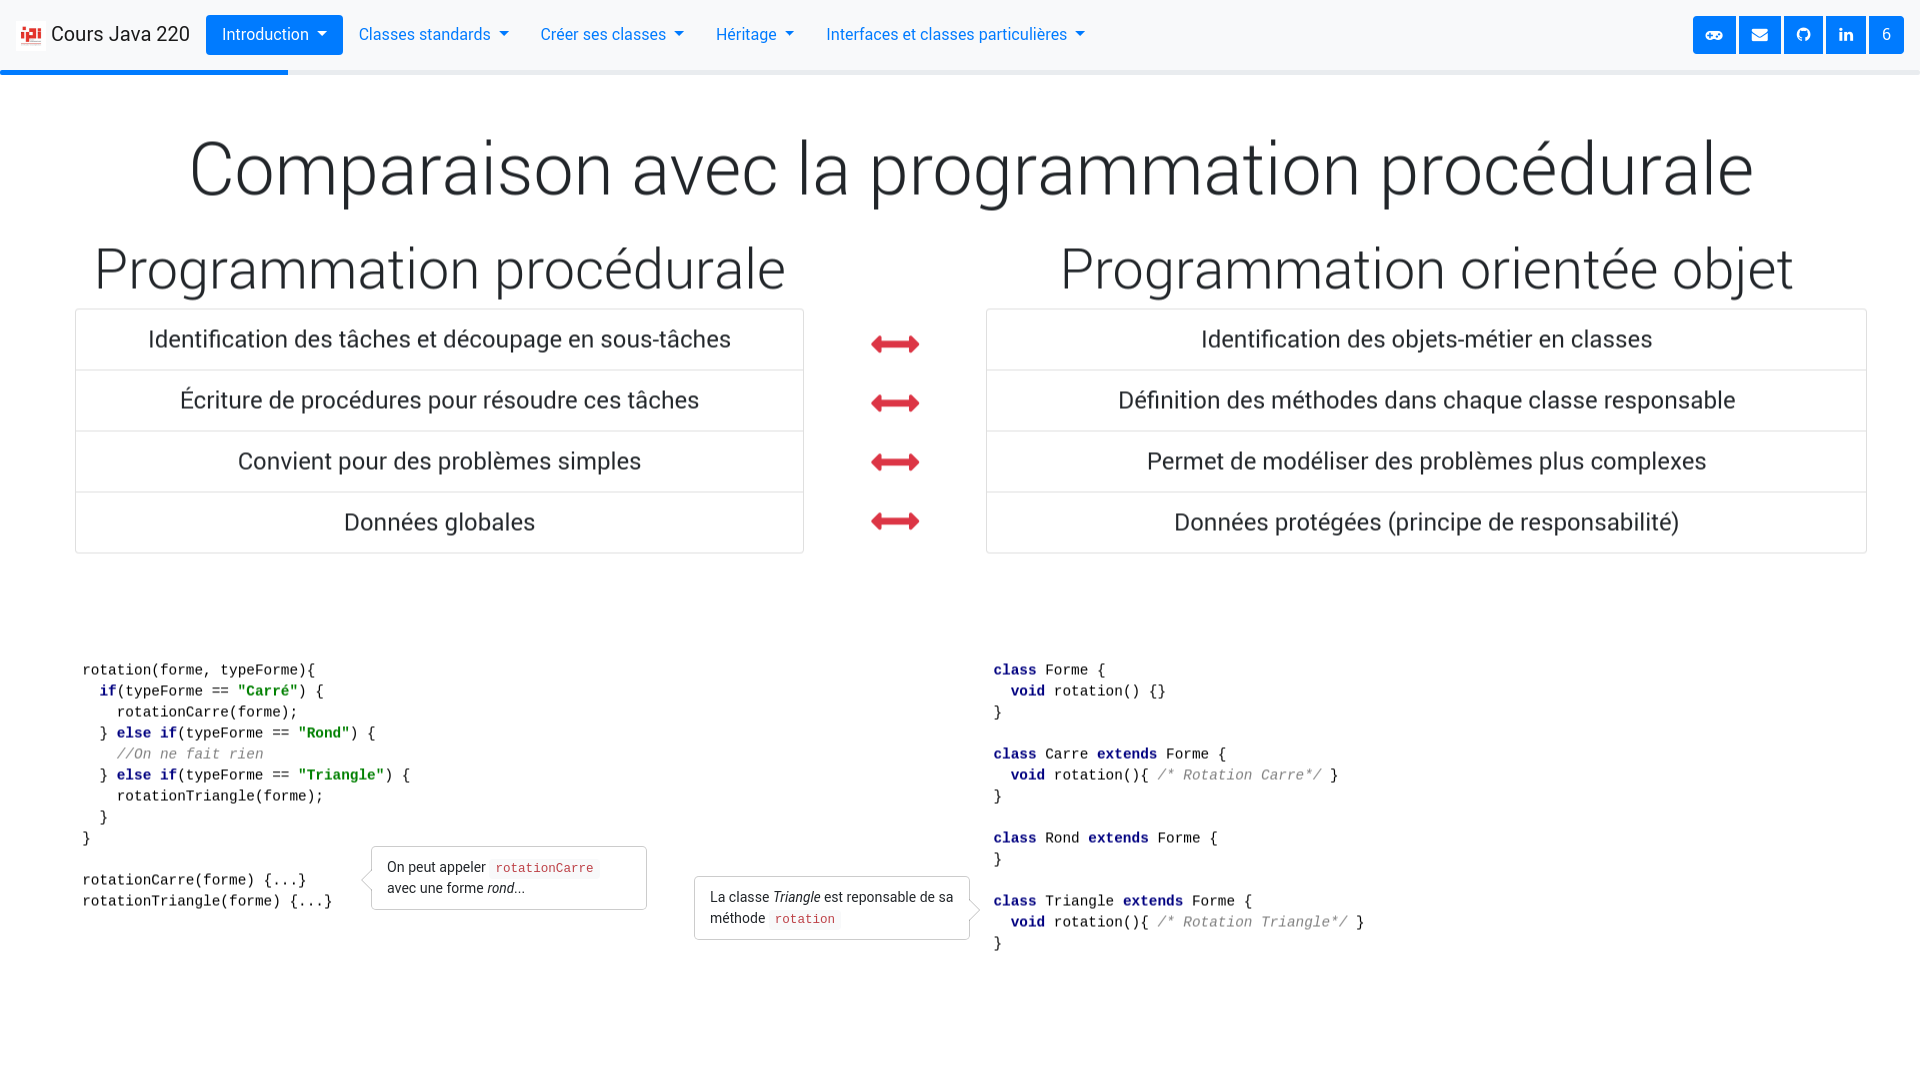 ipi Cours Java 220 Introduction Classes standards Créer ses classes Héritage Interfaces et classes particulières 6
Comparaison avec la programmation procédurale
Programmation procédurale
Identification des tâches et découpage en sous-tâches
Écriture de procédures pour résoudre ces tâches
Convient pour des problèmes simples
Données globales
Programmation orientée objet
Identification des objets-métier en classes
Définition des méthodes dans chaque classe responsable
Permet de modéliser des problèmes plus complexes
Données protégées (principe de responsabilité)
rotation(forme, typeForme){
  if(typeForme == "Carré") {
    rotationCarre(forme);
  } else if(typeForme == "Rond") {
    //On ne fait rien
  } else if(typeForme == "Triangle") {
    rotationTriangle(forme);
  }
}
rotationCarre(forme) {...}
rotationTriangle(forme) {...}
On peut appeler rotationCarre
avec une forme rond...
La classe Triangle est reponsable de sa
méthode rotation
class Forme {
  void rotation() {}
}
class Carre extends Forme {
  void rotation(){ /* Rotation Carre*/ }
}
class Rond extends Forme {
}
class Triangle extends Forme {
  void rotation(){ /* Rotation Triangle*/ }
}